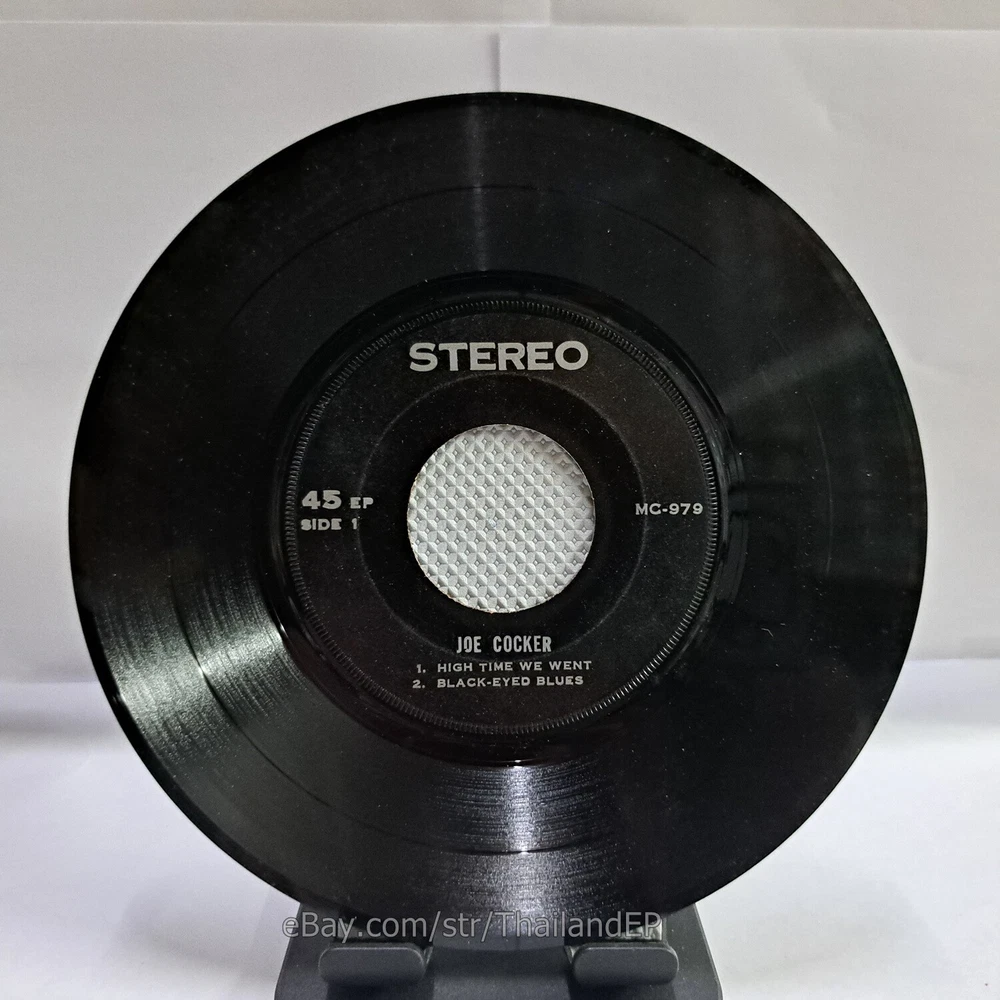 STEREO
45 EP
SIDE 1
MC-979
JOE COCKER
1. HIGH TIME WE WENT
2. BLACK-EYED BLUES
eBay.com/str/ThailandEP